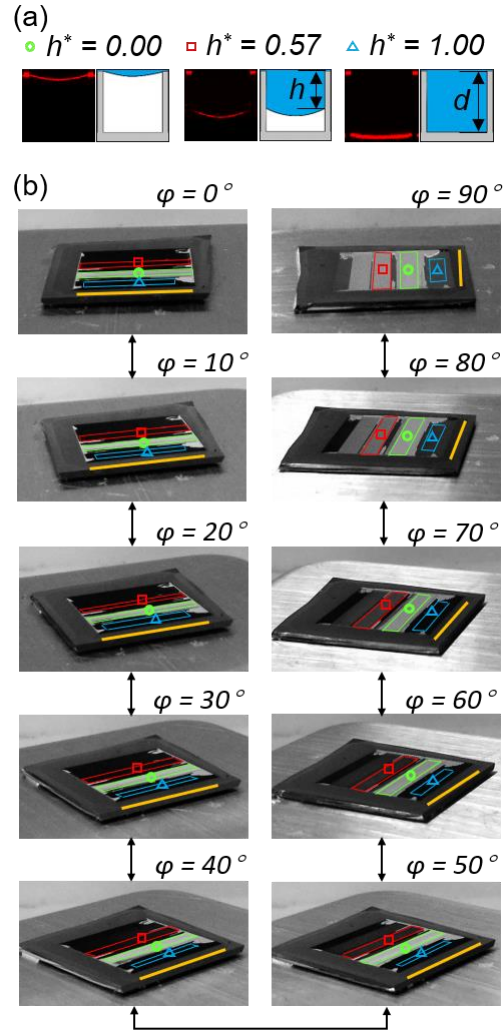 (a)
h* = 0.00 h* = 0.57 h* = 1.00
h d
(b)
φ = 0° φ = 90°
φ = 10° φ = 80°
φ = 20° φ = 70°
φ = 30° φ = 60°
φ = 40° φ = 50°